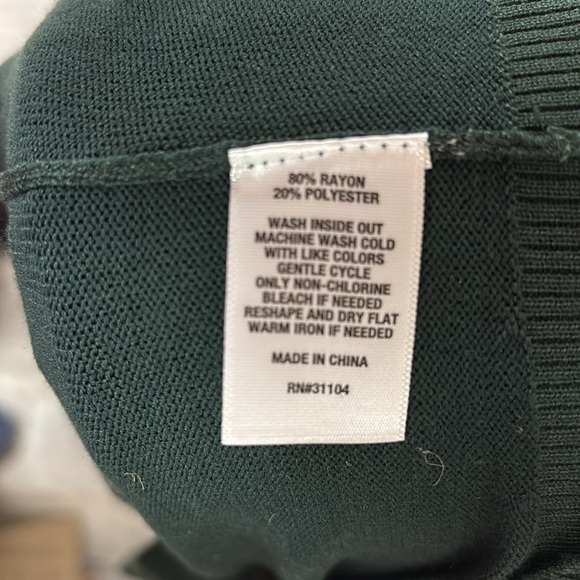 80% RAYON
20% POLYESTER
WASH INSIDE OUT
MACHINE WASH COLD
WITH LIKE COLORS
GENTLE CYCLE
ONLY NON-CHLORINE
BLEACH IF NEEDED
RESHAPE AND DRY FLAT
WARM IRON IF NEEDED
MADE IN CHINA
RN#31104